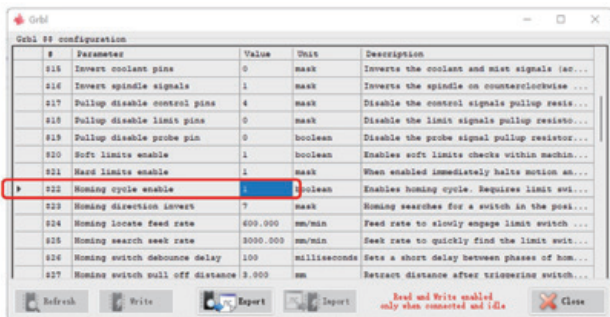 Grbl
Grbl $$ configuration
# Parameter Value Unit Description
$15 Invert coolant pins 0 mask Inverts the coolant and mist signals (ac...
$16 Invert spindle signals 1 mask Inverts the spindle on counterclockwise ...
$17 Pullup disable control pins 4 mask Disable the control signals pullup resis...
$18 Pullup disable limit pins 0 mask Disable the limit signals pullup resisto...
$19 Pullup disable probe pin 0 boolean Disable the probe signal pullup resistor...
$20 Soft limits enable 1 boolean Enables soft limits checks within machin...
$21 Hard limits enable 1 mask When enabled immediately halts motion an...
$22 Homing cycle enable 1 boolean Enables homing cycle. Requires limit swi...
$23 Homing direction invert 7 mask Homing searches for a switch in the posi...
$24 Homing locate feed rate 600.000 mm/min Feed rate to slowly engage limit switch ...
$25 Homing search seek rate 3000.000 mm/min Seek rate to quickly find the limit swit...
$26 Homing switch debounce delay 100 milliseconds Sets a short delay between phases of hom...
$27 Homing switch pull off distance 3.000 mm Retract distance after triggering switch...
Refresh Write Export Import Read and Write enabled
only when connected and idle
Close